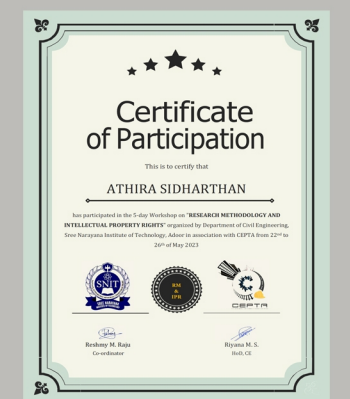 Certificate
of Participation
This is to certify that
ATHIRA SIDHARTHAN
has participated in the 5-day Workshop on "RESEARCH METHODOLOGY AND
INTELLECTUAL PROPERTY RIGHTS" organized by Department of Civil Engineering,
Sree Narayana Institute of Technology, Adoor in association with CEPTA from 22nd to
26th of May 2023
SNIT
RM
&
IPR
CEPTA
Reshmy M. Raju
Co-ordinator
Riyana M. S.
HoD, CE